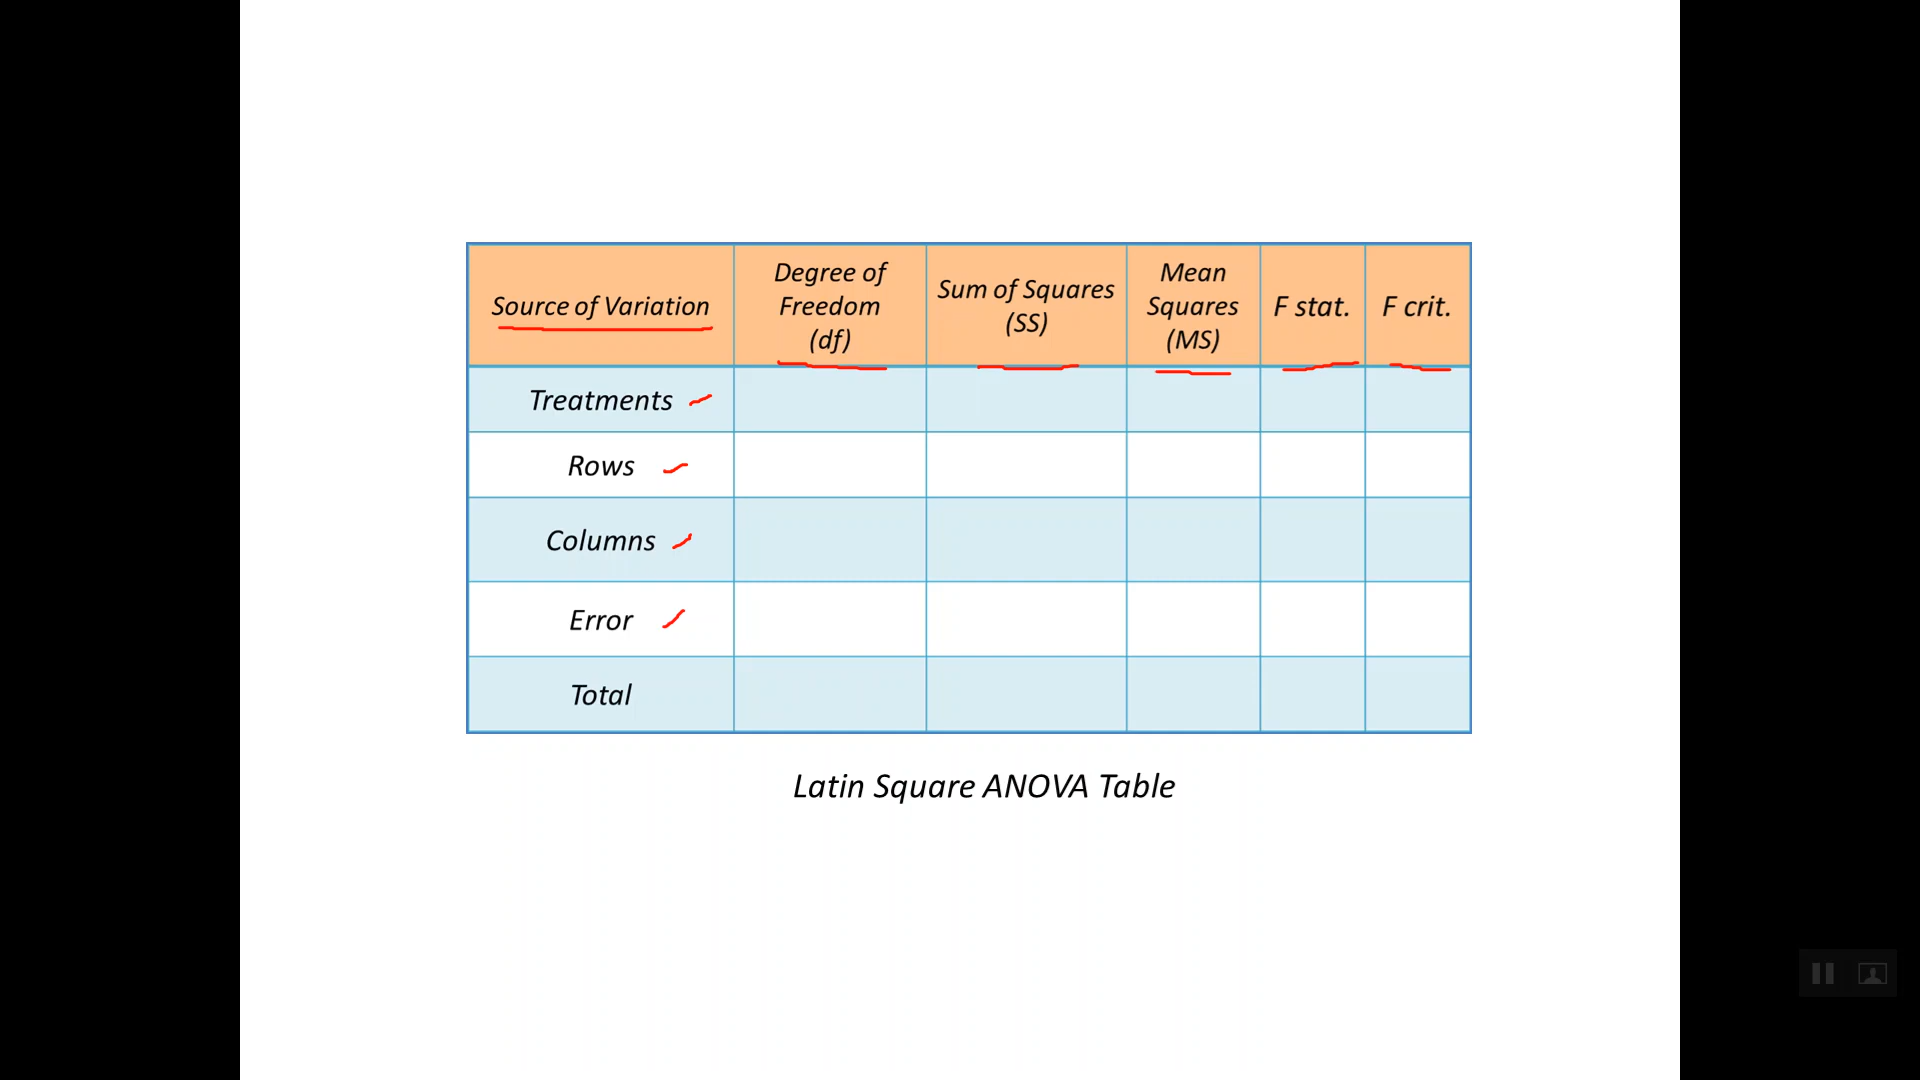 Source of Variation
Degree of
Freedom
(df)
Sum of Squares
(SS)
Mean
Squares
(MS)
F stat.
F crit.
Treatments
Rows
Columns
Error
Total
Latin Square ANOVA Table